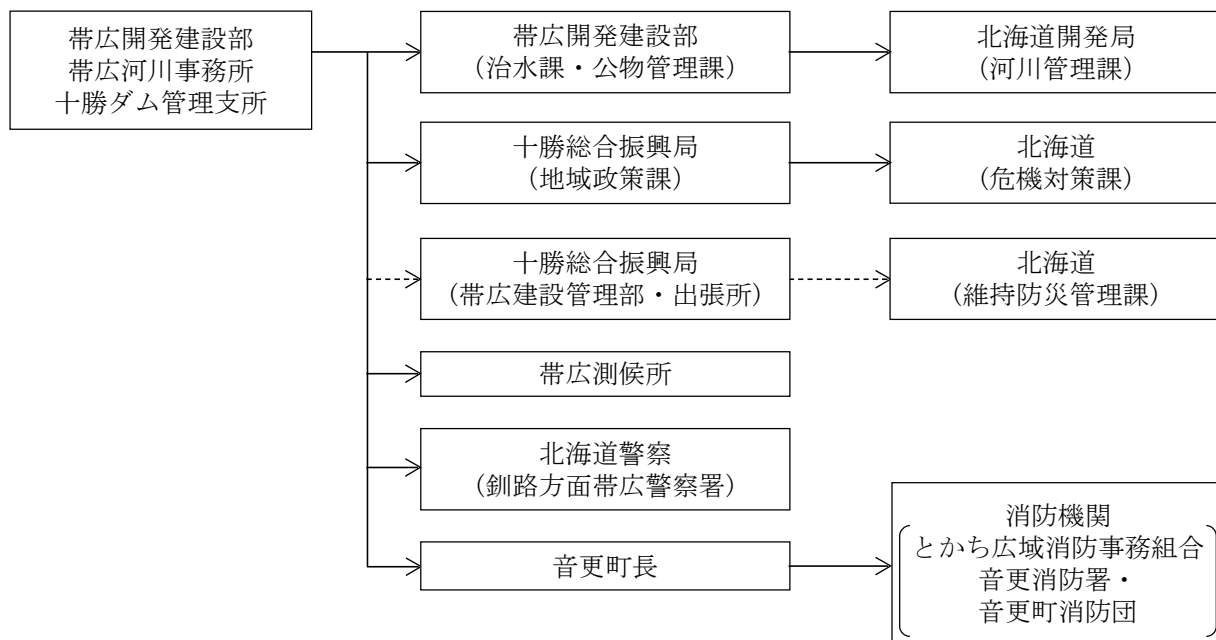 帯広開発建設部
帯広河川事務所
十勝ダム管理支所
帯広開発建設部
(治水課・公物管理課)
北海道開発局
(河川管理課)
十勝総合振興局
(地域政策課)
北海道
(危機対策課)
十勝総合振興局
(帯広建設管理部・出張所)
北海道
(維持防災管理課)
帯広測候所
北海道警察
(釧路方面帯広警察署)
音更町長
消防機関
とかち広域消防事務組合
音更消防署・
音更町消防団